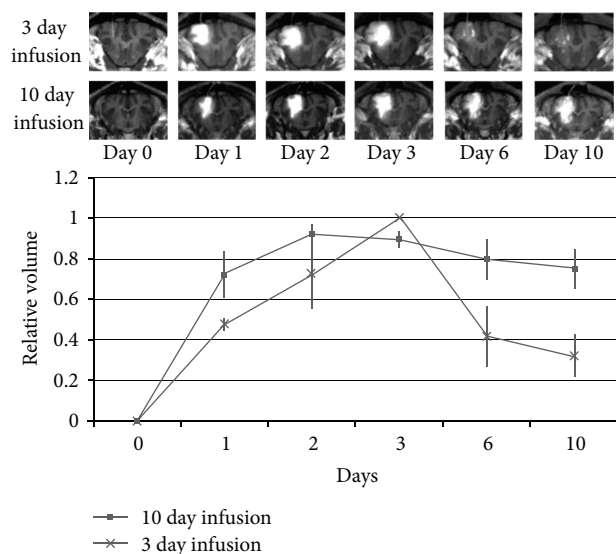 3 day
infusion
10 day
infusion
Day 0 Day 1 Day 2 Day 3 Day 6 Day 10
1.2
1
0.8
0.6
0.4
0.2
0
Relative volume
0 1 2 3 6 10
Days
10 day infusion
3 day infusion